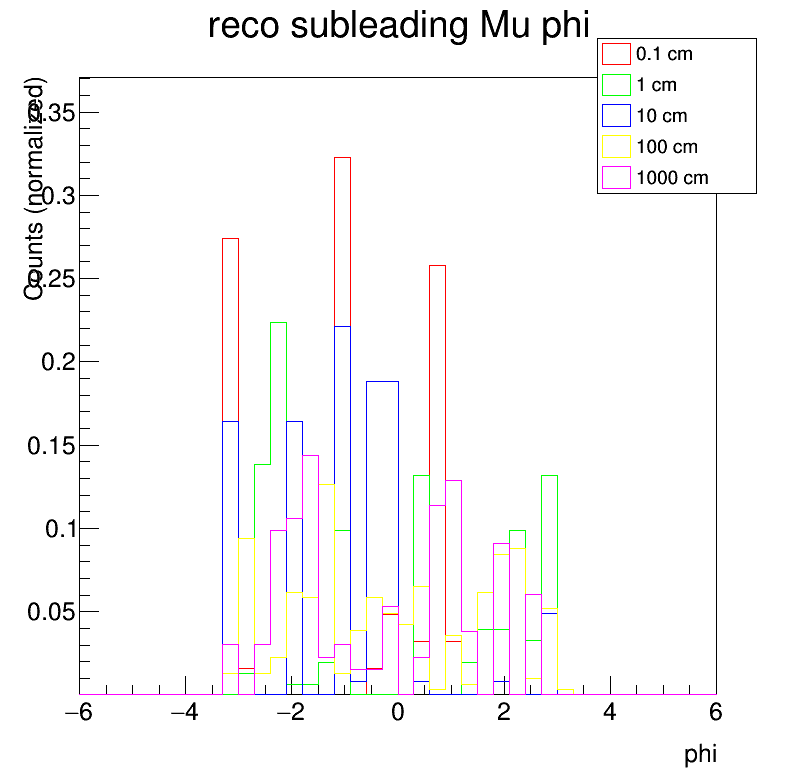 reco subleading Mu phi
0.1 cm
1 cm
10 cm
100 cm
1000 cm
Counts (normalized)
0.35
0.3
0.25
0.2
0.15
0.1
0.05
−6 −4 −2 0 2 4 6
phi